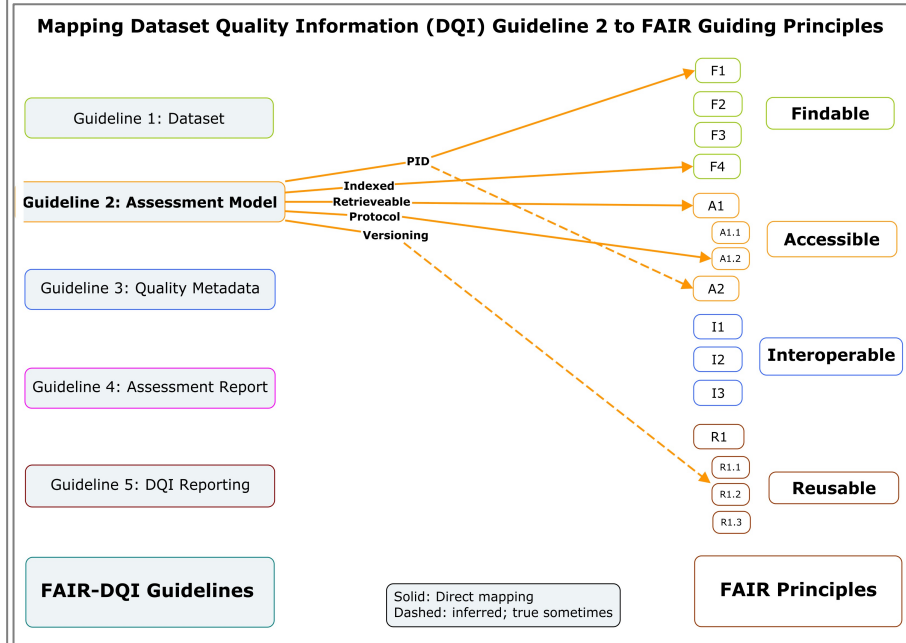 Mapping Dataset Quality Information (DQI) Guideline 2 to FAIR Guiding Principles
Guideline 1: Dataset
Guideline 2: Assessment Model
Guideline 3: Quality Metadata
Guideline 4: Assessment Report
Guideline 5: DQI Reporting
FAIR-DQI Guidelines
PID
Indexed
Retrieveable
Protocol
Versioning
Solid: Direct mapping
Dashed: inferred; true sometimes
F1
F2
F3
F4
A1
A1.1
A1.2
A2
I1
I2
I3
R1
R1.1
R1.2
R1.3
Findable
Accessible
Interoperable
Reusable
FAIR Principles